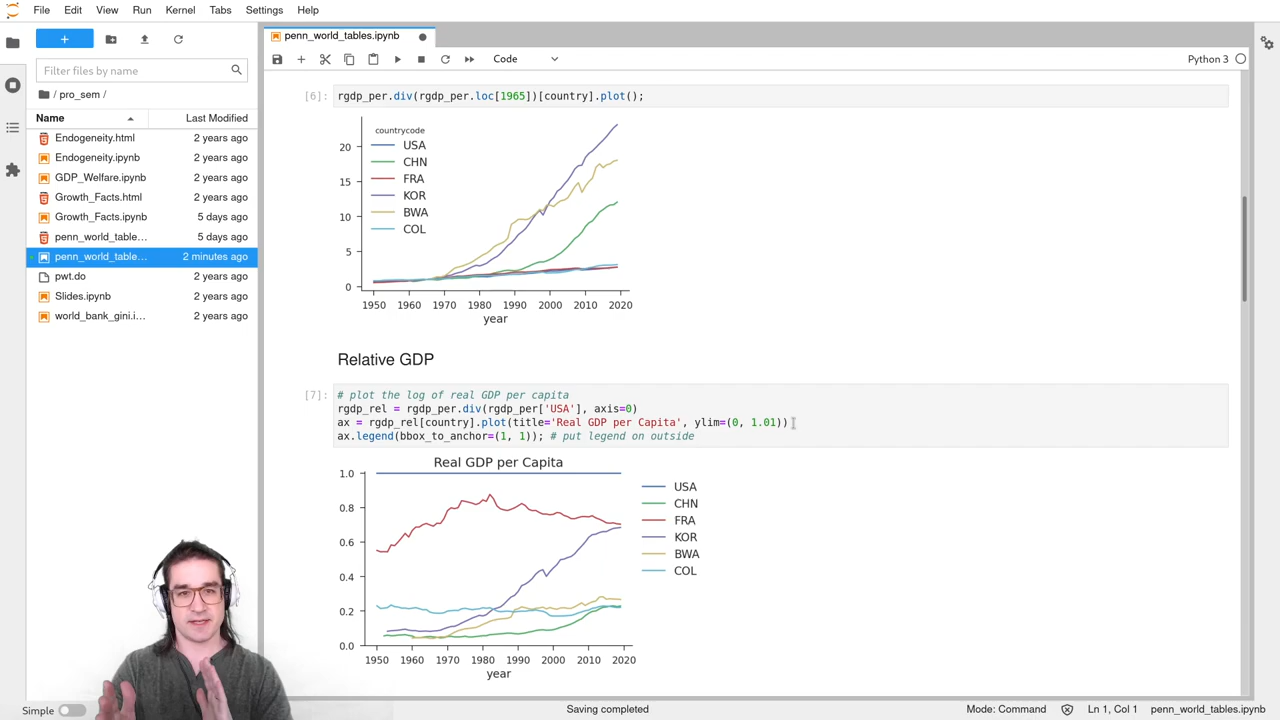 File Edit View Run Kernel Tabs Settings Help
+
Filter files by name
/ pro_sem /
Name Last Modified
Endogeneity.html 2 years ago
Endogeneity.ipynb 2 years ago
GDP_Welfare.ipynb 2 years ago
Growth_Facts.html 2 years ago
Growth_Facts.ipynb 5 days ago
penn_world_table... 5 days ago
penn_world_table... 2 minutes ago
pwt.do 2 years ago
Slides.ipynb 2 years ago
world_bank_gini.i... 2 years ago
penn_world_tables.ipynb
Code
Python 3
[6]: rgdp_per.div(rgdp_per.loc[1965])[country].plot();
countrycode
USA
CHN
FRA
KOR
BWA
COL
20
15
10
5
0
1950 1960 1970 1980 1990 2000 2010 2020
year
Relative GDP
[7]: # plot the log of real GDP per capita
rgdp_rel = rgdp_per.div(rgdp_per['USA'], axis=0)
ax = rgdp_rel[country].plot(title='Real GDP per Capita', ylim=(0, 1.01))
ax.legend(bbox_to_anchor=(1, 1)); # put legend on outside
Real GDP per Capita
1.0
0.8
0.6
0.4
0.2
0.0
1950 1960 1970 1980 1990 2000 2010 2020
year
USA
CHN
FRA
KOR
BWA
COL
Simple
Saving completed
Mode: Command
Ln 1, Col 1
penn_world_tables.ipynb